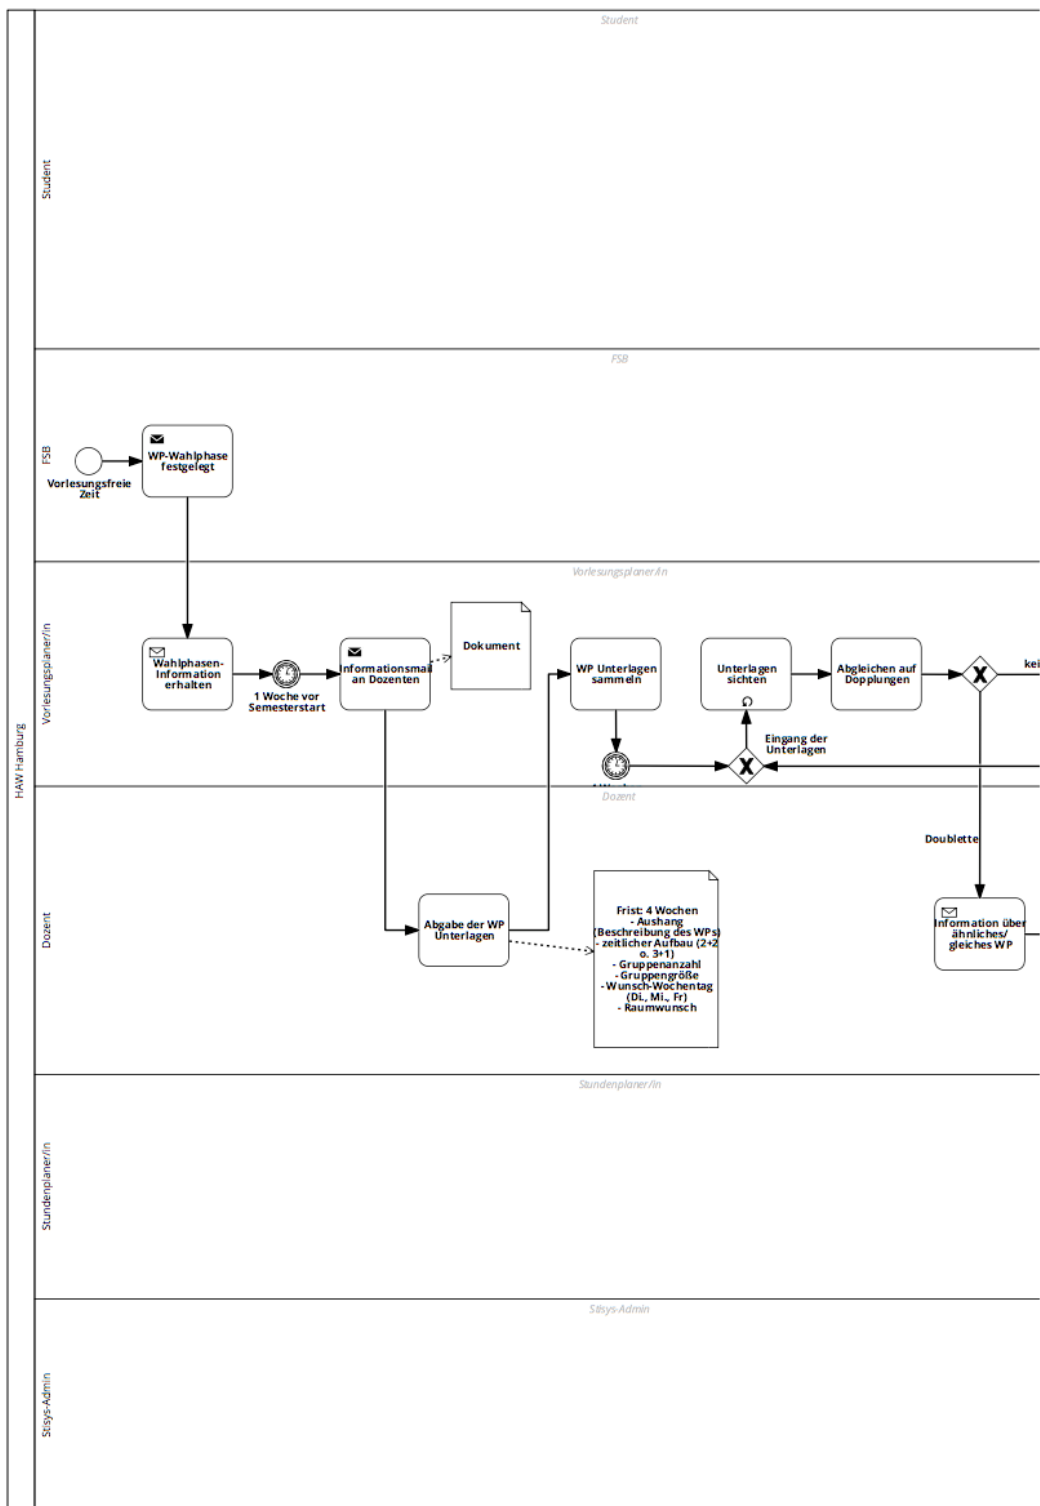 HAW Hamburg
Student
Student
FSB
FSB
WP-Wahlphase
festgelegt
Vorlesungsfreie
Zeit
Vorlesungsplaner/in
Vorlesungsplaner/in
Wahlphasen-
Information
erhalten
1 Woche vor
Semesterstart
Informationsmail
an Dozenten
Dokument
WP Unterlagen
sammeln
Unterlagen
sichten
Eingang der
Unterlagen
Abgleichen auf
Dopplungen
kei
Dozent
Dozent
Abgabe der WP
Unterlagen
Frist: 4 Wochen
- Aushang
(Beschreibung des WPs)
- zeitlicher Aufbau (2+2
o. 3+1)
- Gruppenanzahl
- Gruppengröße
- Wunsch-Wochentag
(Di., Mi., Fr)
- Raumwunsch
Doublette
Information über
ähnliches/
gleiches WP
Stundenplaner/in
Stundenplaner/in
Stisys-Admin
Stisys-Admin